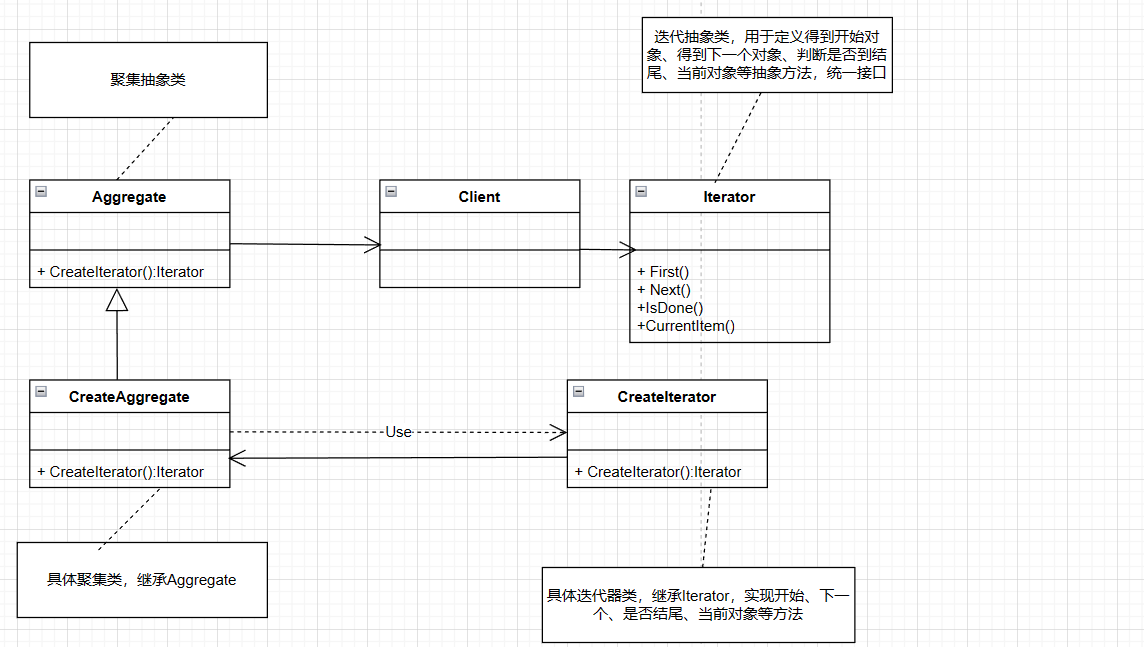 聚集抽象类
迭代抽象类，用于定义得到开始对
象、得到下一个对象、判断是否到结
尾、当前对象等抽象方法，统一接口
Aggregate
+ CreateIterator():Iterator
Client
Iterator
+ First()
+ Next()
+IsDone()
+CurrentItem()
CreateAggregate
+ CreateIterator():Iterator
Use
CreateIterator
+ CreateIterator():Iterator
具体聚集类，继承Aggregate
具体迭代器类，继承Iterator，实现开始、下一
个、是否结尾、当前对象等方法